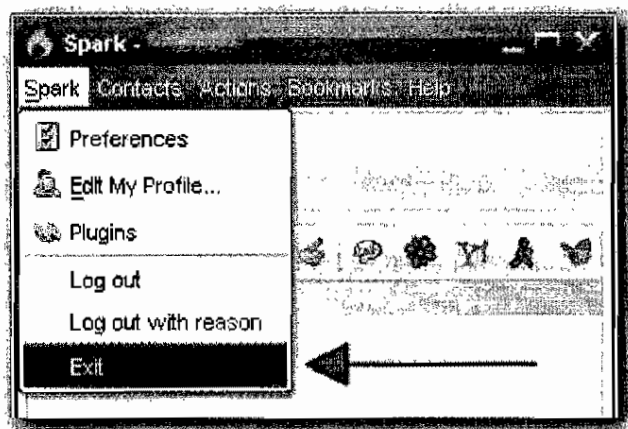 Spark -
Spark Contacts Actions Bookmarks Help
Preferences
Edit My Profile...
Plugins
Log out
Log out with reason
Exit